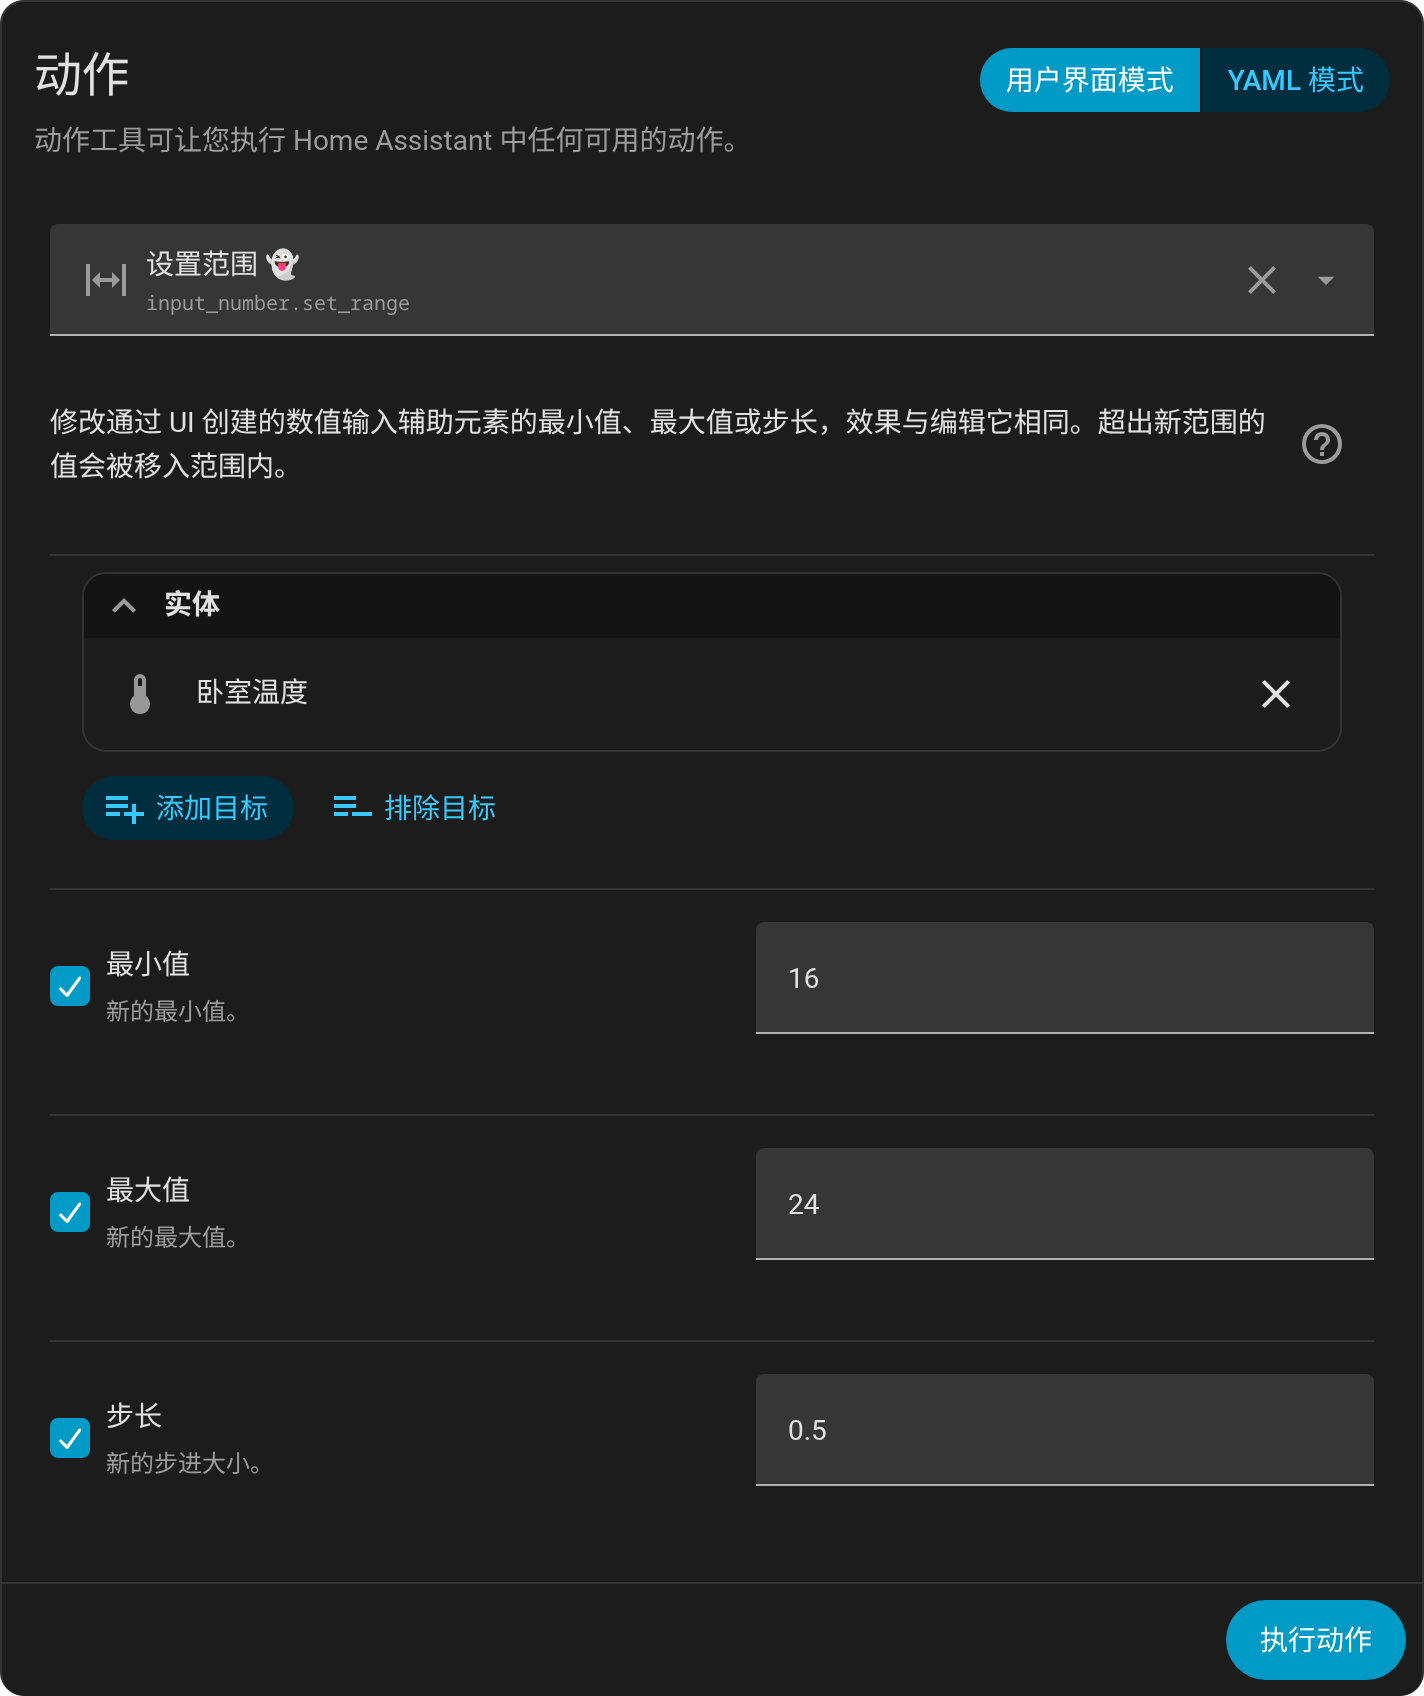 动作
用户界面模式
YAML 模式
动作工具可让您执行 Home Assistant 中任何可用的动作。
设置范围 👻
input_number.set_range
修改通过 UI 创建的数值输入辅助元素的最小值、最大值或步长，效果与编辑它相同。超出新范围的
值会被移入范围内。
实体
卧室温度
添加目标
排除目标
最小值
新的最小值。
16
最大值
新的最大值。
24
步长
新的步进大小。
0.5
执行动作